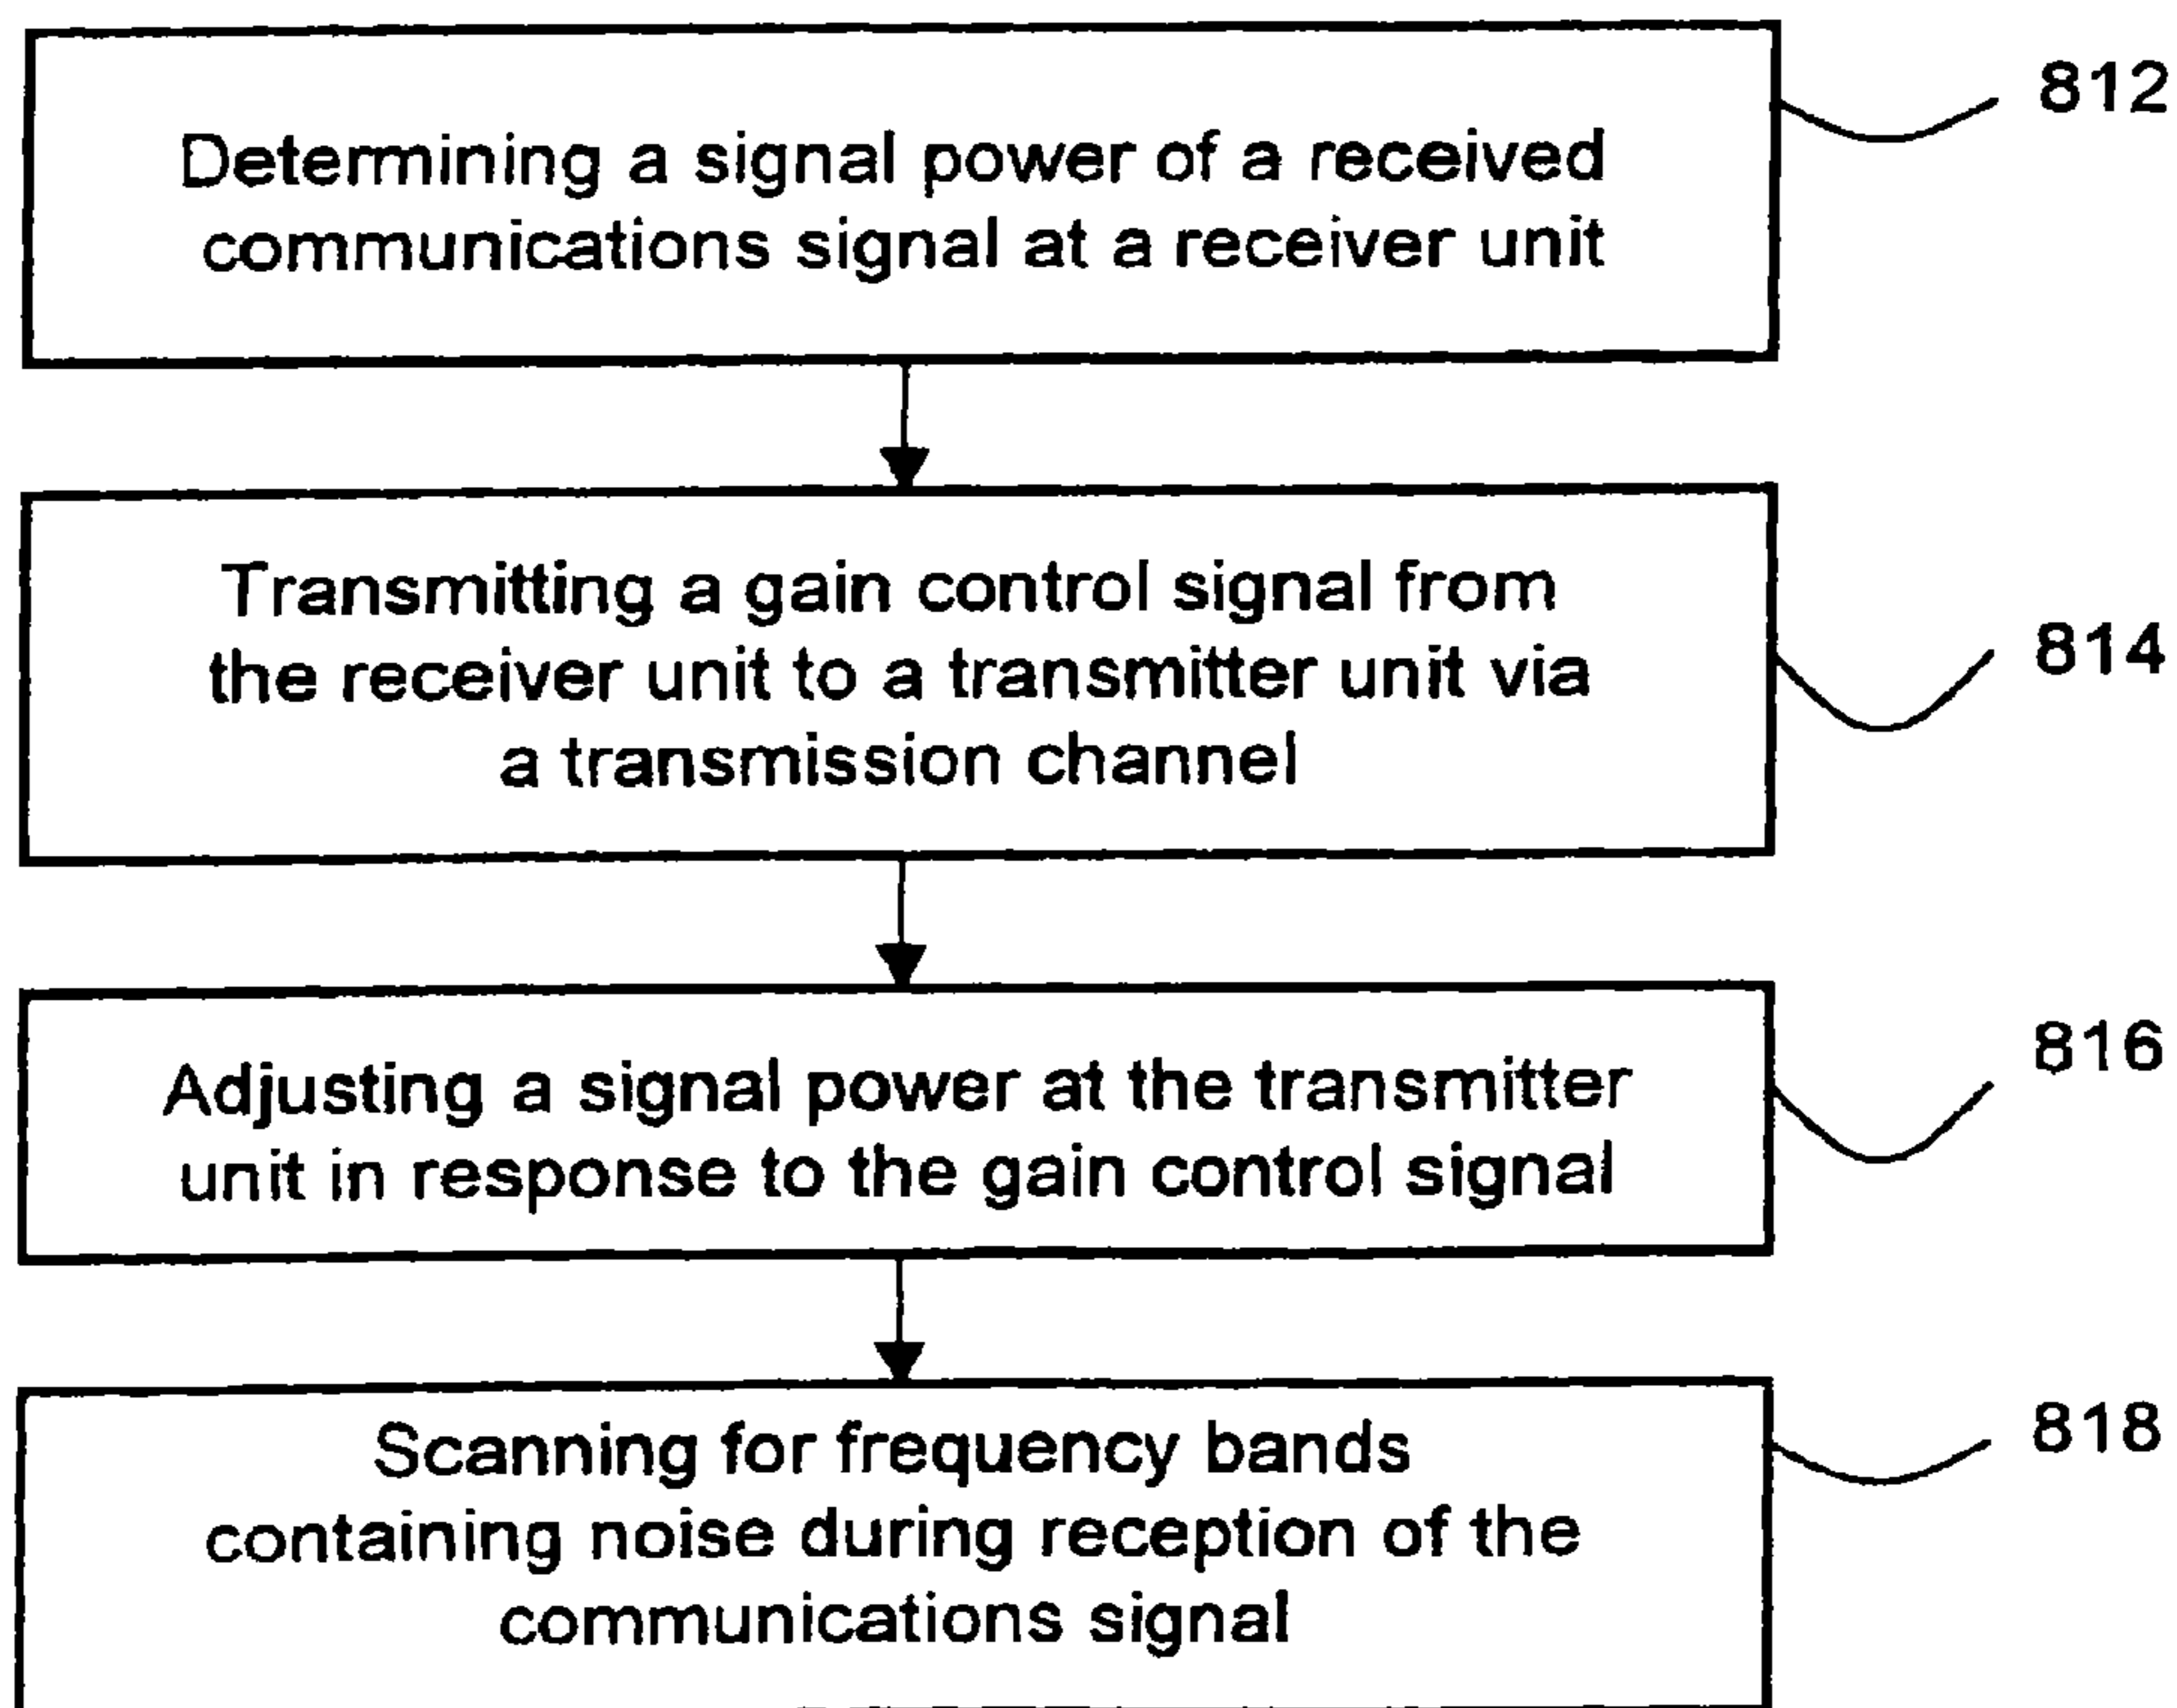 812
Determining a signal power of a received
communications signal at a receiver unit
Transmitting a gain control signal from
the receiver unit to a transmitter unit via
a transmission channel
814
816
Adjusting a signal power at the transmitter
unit in response to the gain control signal
818
Scanning for frequency bands
containing noise during reception of the
communications signal